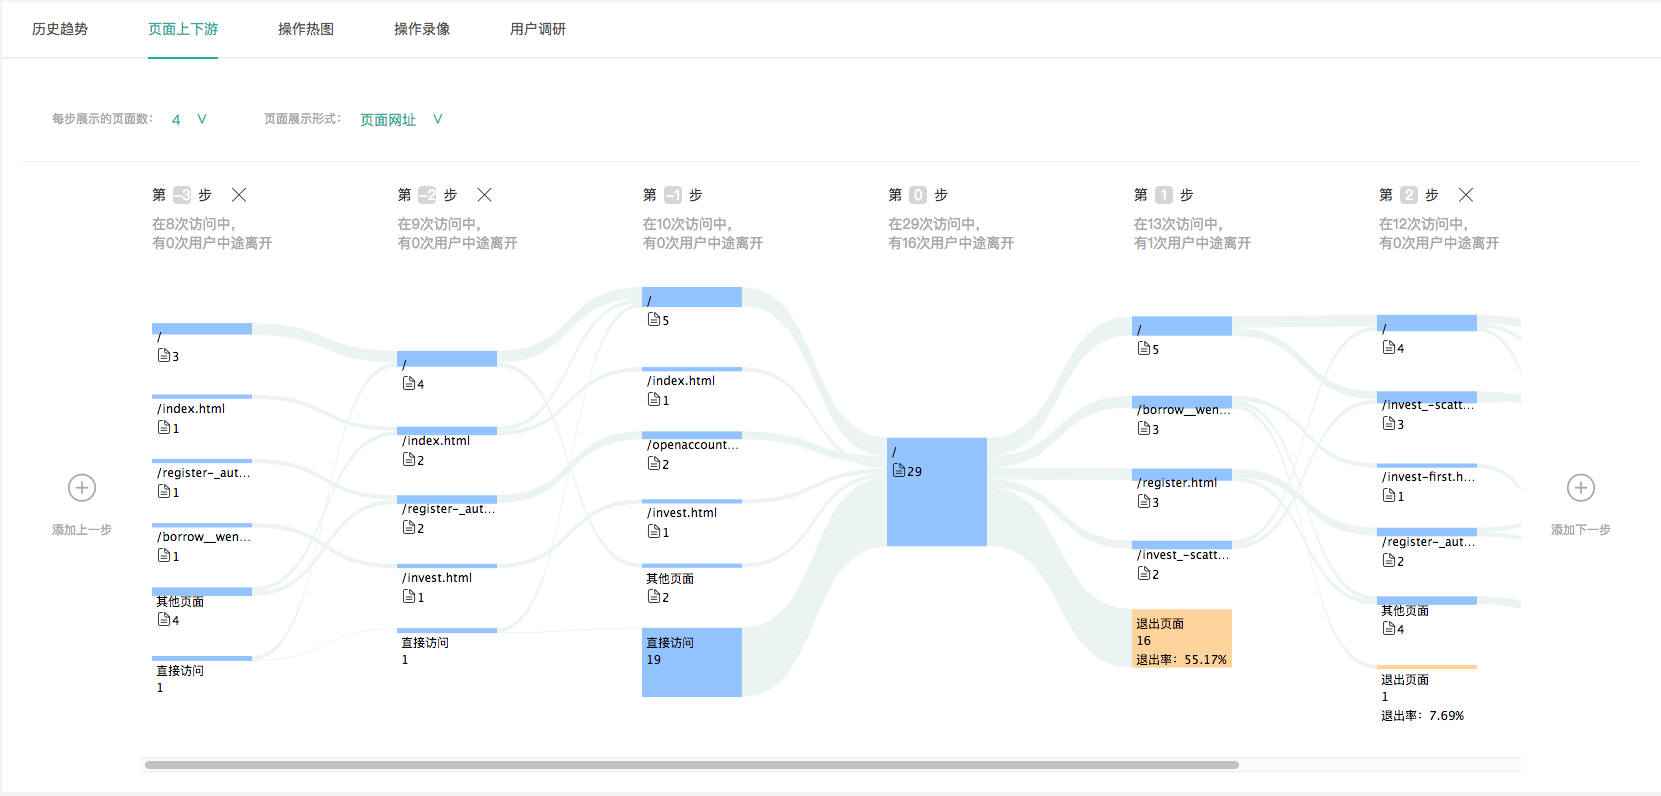 历史趋势
页面上下游
操作热图
操作录像
用户调研
每步展示的页面数：
4
页面展示形式：
页面网址
第 -3 步
在8次访问中，
有0次用户中途离开
/
3
/index.html
1
/register-_aut...
1
/borrow__wen...
1
其他页面
4
直接访问
1
第 -2 步
在9次访问中，
有0次用户中途离开
/
4
/index.html
2
/register-_aut...
2
/invest.html
1
直接访问
1
第 -1 步
在10次访问中，
有0次用户中途离开
/
5
/index.html
1
/openaccount...
2
/invest.html
1
其他页面
2
直接访问
19
第 0 步
在29次访问中，
有16次用户中途离开
/
29
第 1 步
在13次访问中，
有1次用户中途离开
/
5
/borrow__wen...
3
/register.html
3
/invest_-scatt...
2
退出页面
16
退出率：55.17%
第 2 步
在12次访问中，
有0次用户中途离开
/
4
/invest_-scatt...
3
/invest-first.h...
1
/register-_aut...
2
其他页面
4
退出页面
1
退出率：7.69%
添加上一步
添加下一步